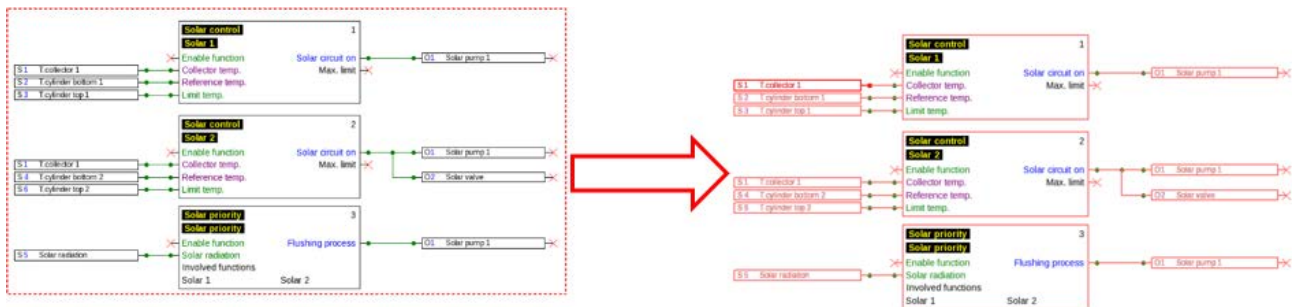 Solar control 1
Solar 1
Enable function Solar circuit on O1 Solar pump 1
S1 T.collector 1 Collector temp. Max. limit
S2 T.cylinder bottom 1 Reference temp.
S3 T.cylinder top 1 Limit temp.
Solar control 2
Solar 2
Enable function Solar circuit on O1 Solar pump 1
S1 T.collector 1 Collector temp. Max. limit
S4 T.cylinder bottom 2 Reference temp. O2 Solar valve
S6 T.cylinder top 2 Limit temp.
Solar priority 3
Solar priority
Enable function Flushing process O1 Solar pump 1
S5 Solar radiation Solar radiation
Involved functions
Solar 1 Solar 2
Solar control 1
Solar 1
Enable function Solar circuit on O1 Solar pump 1
S1 T.collector 1 Collector temp. Max. limit
S2 T.cylinder bottom 1 Reference temp.
S3 T.cylinder top 1 Limit temp.
Solar control 2
Solar 2
Enable function Solar circuit on O1 Solar pump 1
S1 T.collector 1 Collector temp. Max. limit
S4 T.cylinder bottom 2 Reference temp. O2 Solar valve
S6 T.cylinder top 2 Limit temp.
Solar priority 3
Solar priority
Enable function Flushing process O1 Solar pump 1
S5 Solar radiation Solar radiation
Involved functions
Solar 1 Solar 2